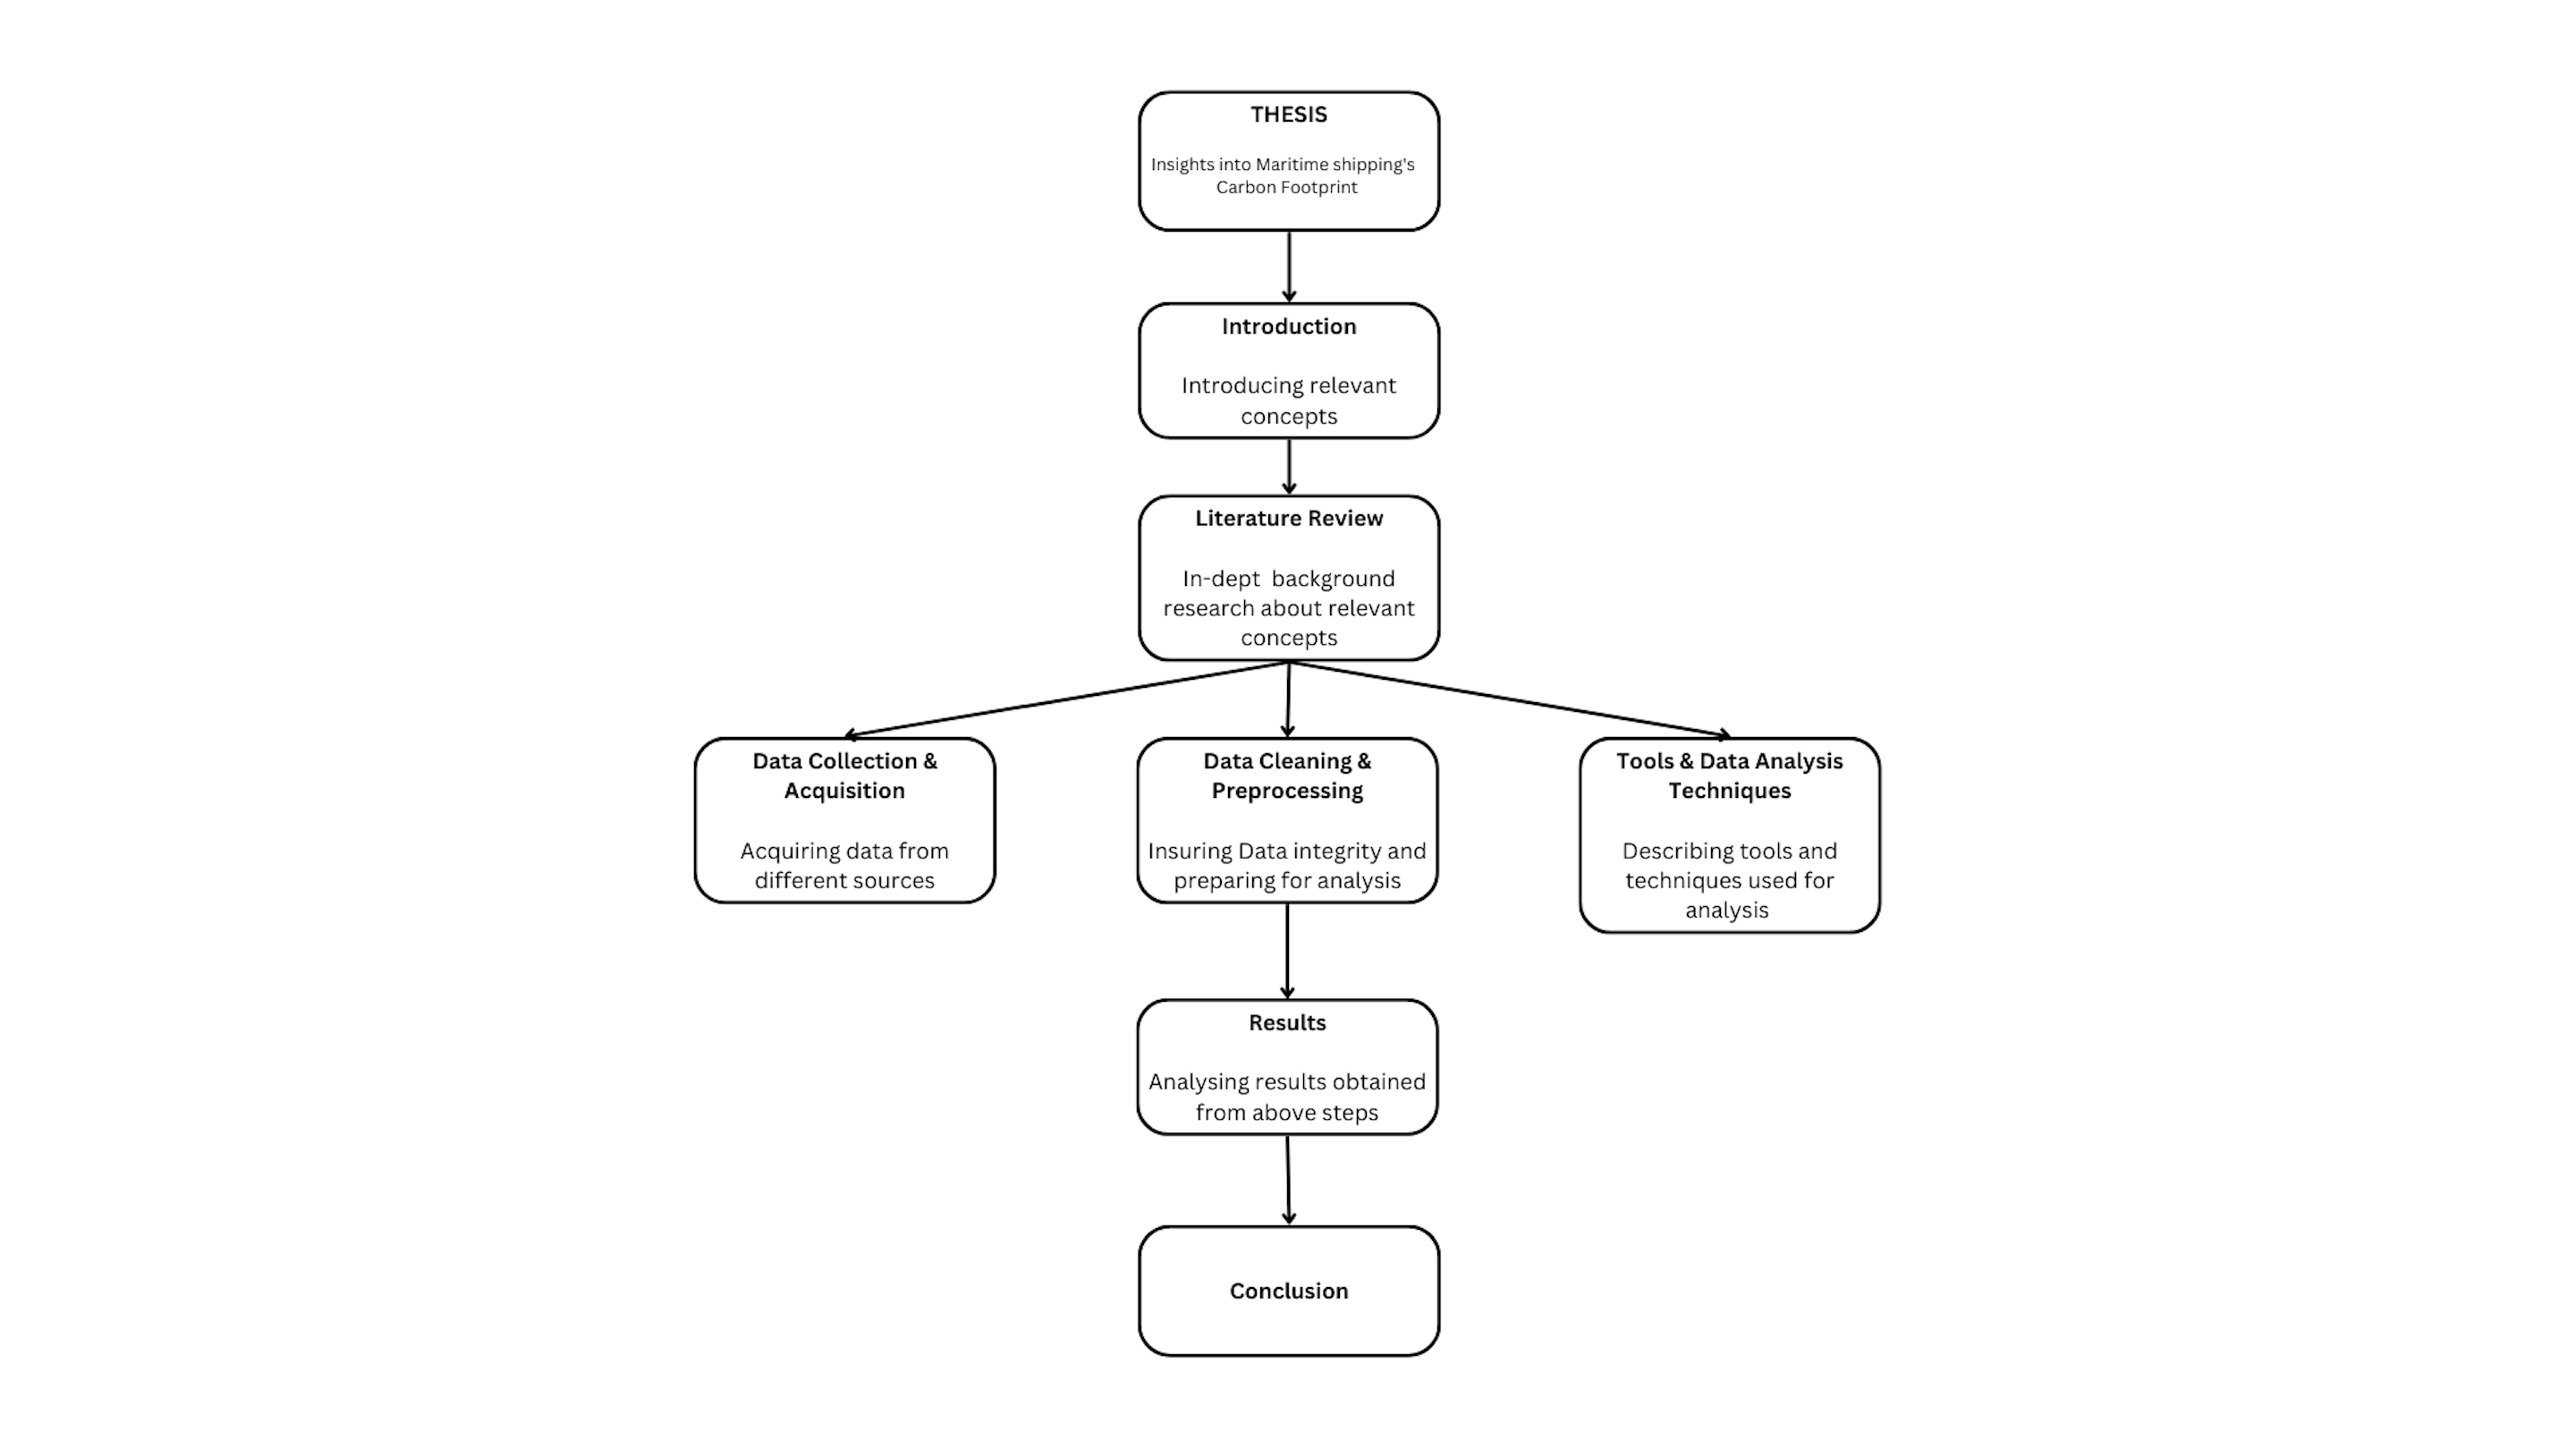 THESIS
Insights into Maritime shipping's
Carbon Footprint
Introduction
Introducing relevant
concepts
Literature Review
In-dept  background
research about relevant
concepts
Data Collection &
Acquisition
Acquiring data from
different sources
Data Cleaning &
Preprocessing
Insuring Data integrity and
preparing for analysis
Tools & Data Analysis
Techniques
Describing tools and
techniques used for
analysis
Results
Analysing results obtained
from above steps
Conclusion